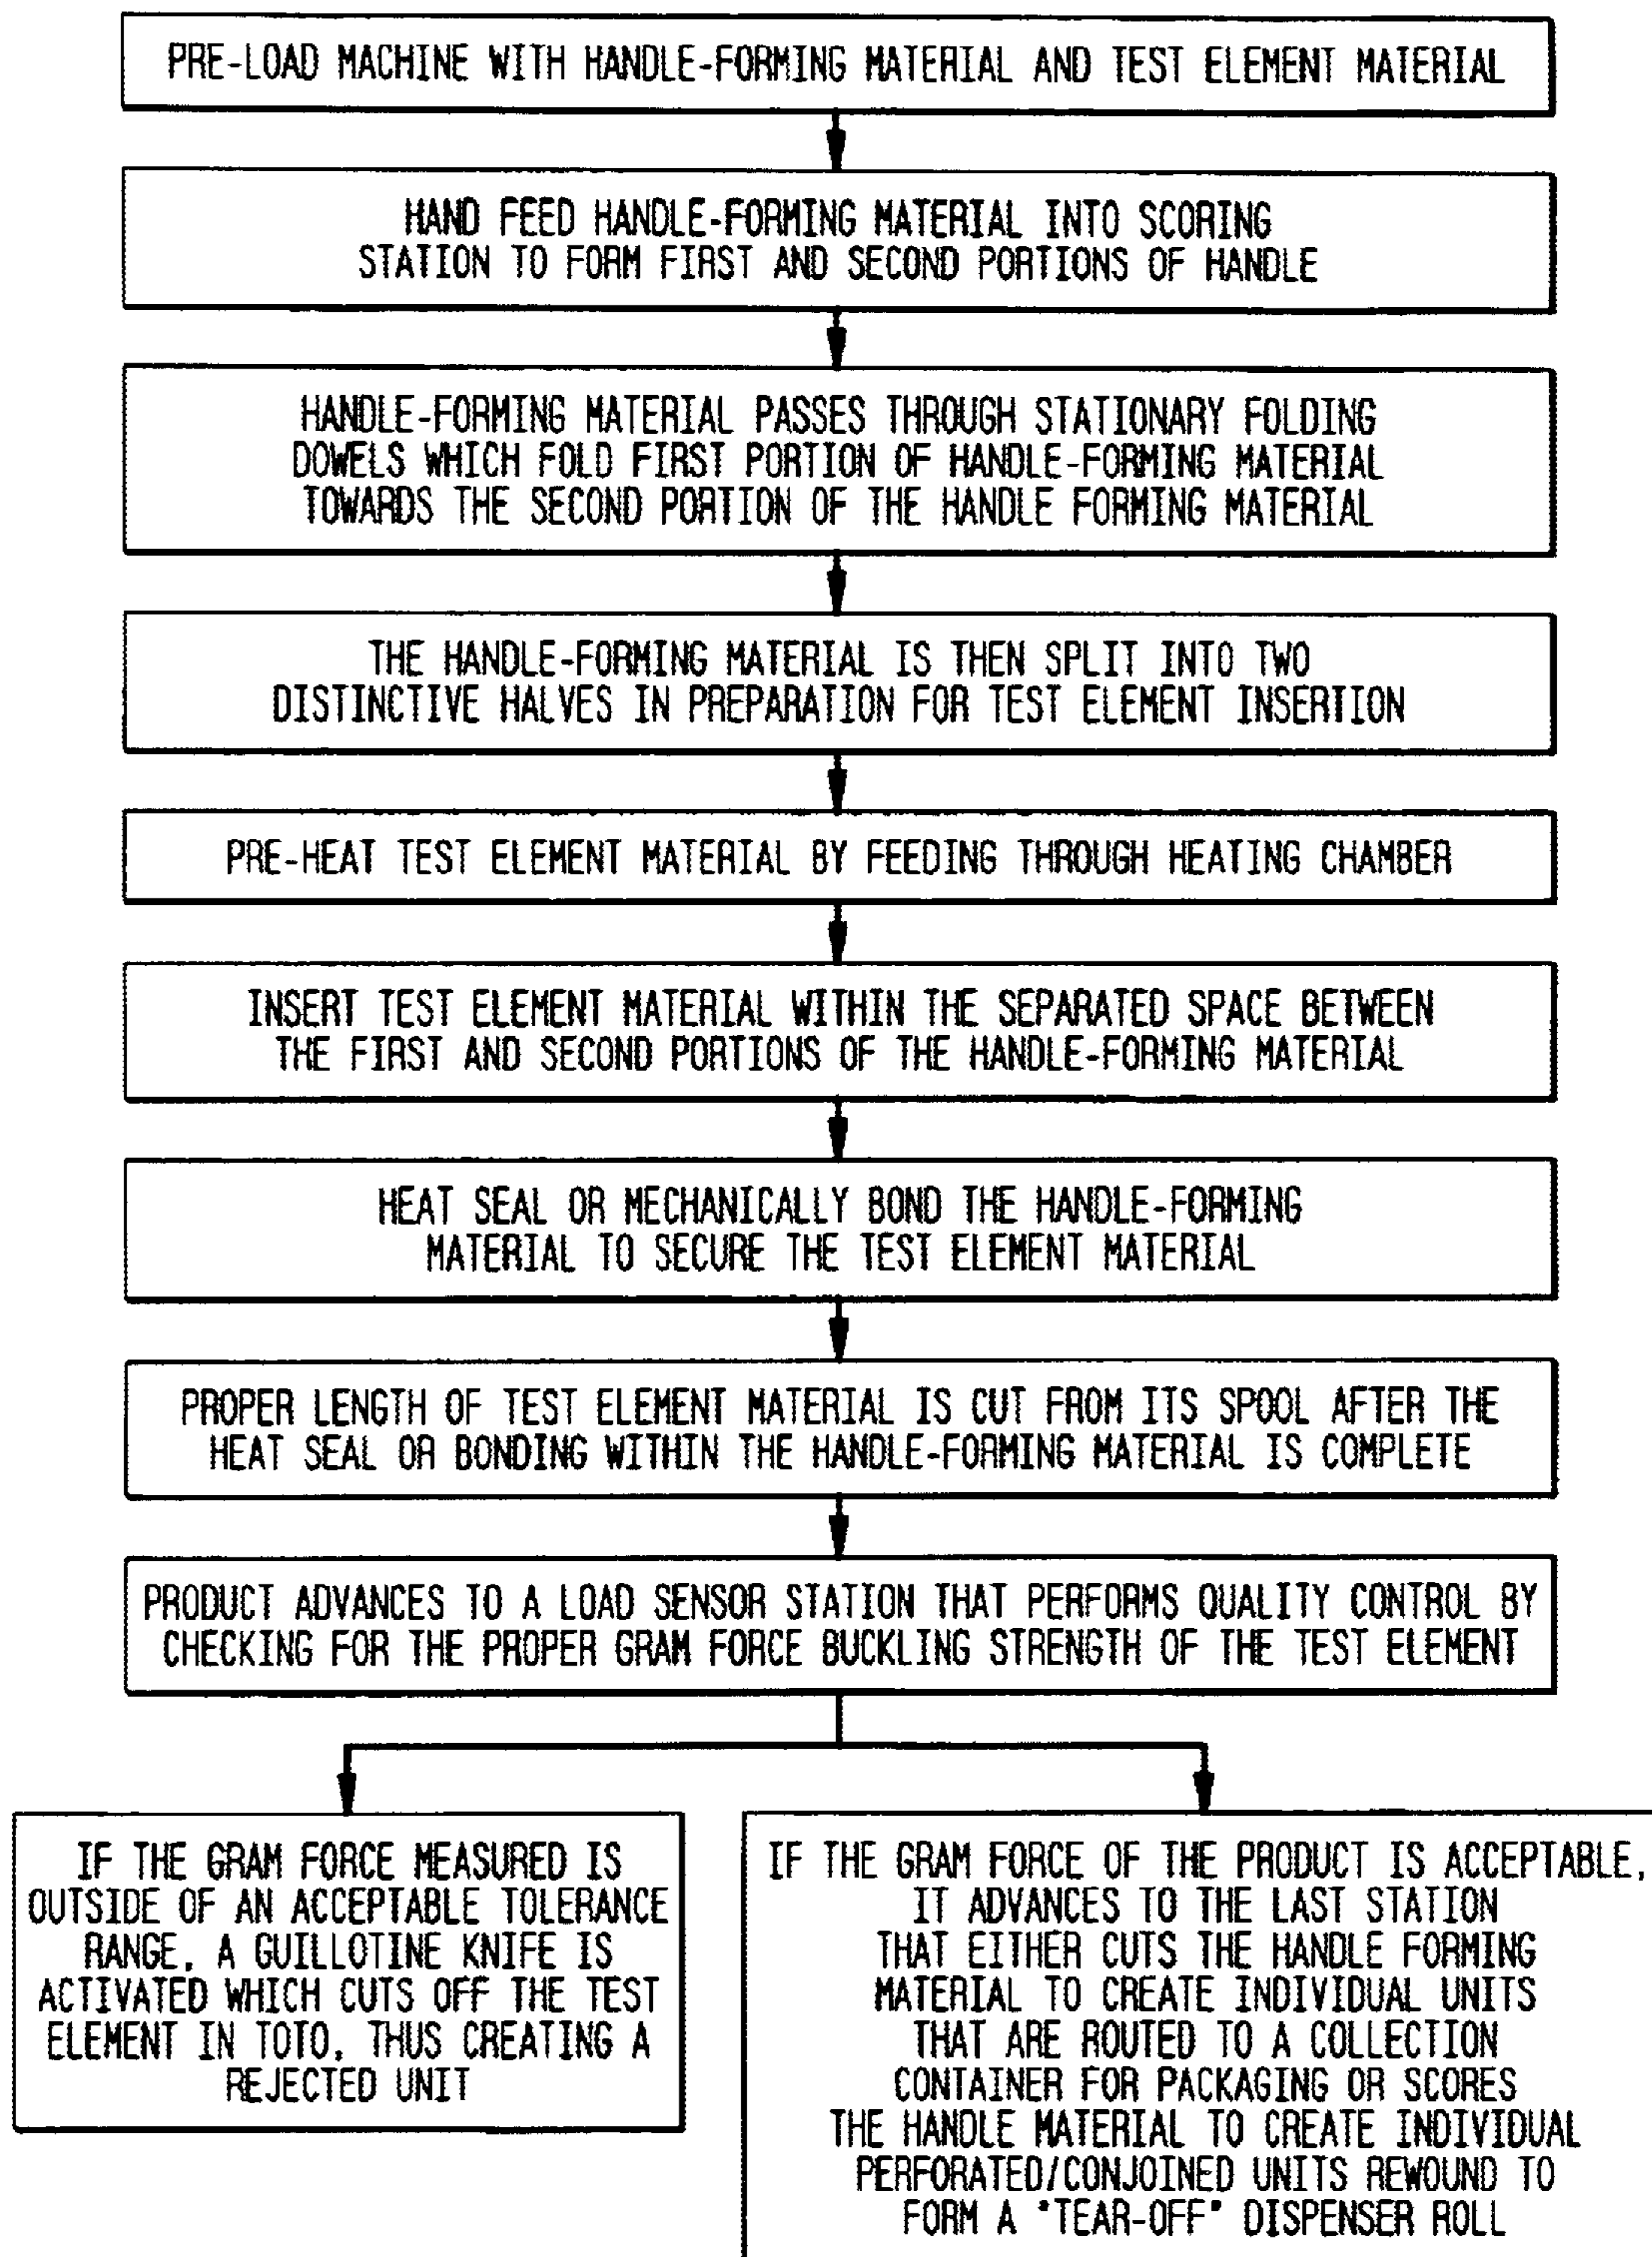 PRE-LOAD MACHINE WITH HANDLE-FORMING MATERIAL AND TEST ELEMENT MATERIAL
HAND FEED HANDLE-FORMING MATERIAL INTO SCORING
STATION TO FORM FIRST AND SECOND PORTIONS OF HANDLE
HANDLE-FORMING MATERIAL PASSES THROUGH STATIONARY FOLDING
DOWELS WHICH FOLD FIRST PORTION OF HANDLE-FORMING MATERIAL
TOWARDS THE SECOND PORTION OF THE HANDLE FORMING MATERIAL
THE HANDLE-FORMING MATERIAL IS THEN SPLIT INTO TWO
DISTINCTIVE HALVES IN PREPARATION FOR TEST ELEMENT INSERTION
PRE-HEAT TEST ELEMENT MATERIAL BY FEEDING THROUGH HEATING CHAMBER
INSERT TEST ELEMENT MATERIAL WITHIN THE SEPARATED SPACE BETWEEN
THE FIRST AND SECOND PORTIONS OF THE HANDLE-FORMING MATERIAL
HEAT SEAL OR MECHANICALLY BOND THE HANDLE-FORMING
MATERIAL TO SECURE THE TEST ELEMENT MATERIAL
PROPER LENGTH OF TEST ELEMENT MATERIAL IS CUT FROM ITS SPOOL AFTER THE
HEAT SEAL OR BONDING WITHIN THE HANDLE-FORMING MATERIAL IS COMPLETE
PRODUCT ADVANCES TO A LOAD SENSOR STATION THAT PERFORMS QUALITY CONTROL BY
CHECKING FOR THE PROPER GRAM FORCE BUCKLING STRENGTH OF THE TEST ELEMENT
IF THE GRAM FORCE MEASURED IS
OUTSIDE OF AN ACCEPTABLE TOLERANCE
RANGE, A GUILLOTINE KNIFE IS
ACTIVATED WHICH CUTS OFF THE TEST
ELEMENT IN TOTO, THUS CREATING A
REJECTED UNIT
IF THE GRAM FORCE OF THE PRODUCT IS ACCEPTABLE,
IT ADVANCES TO THE LAST STATION
THAT EITHER CUTS THE HANDLE FORMING
MATERIAL TO CREATE INDIVIDUAL UNITS
THAT ARE ROUTED TO A COLLECTION
CONTAINER FOR PACKAGING OR SCORES
THE HANDLE MATERIAL TO CREATE INDIVIDUAL
PERFORATED/CONJOINED UNITS REWOUND TO
FORM A "TEAR-OFF" DISPENSER ROLL